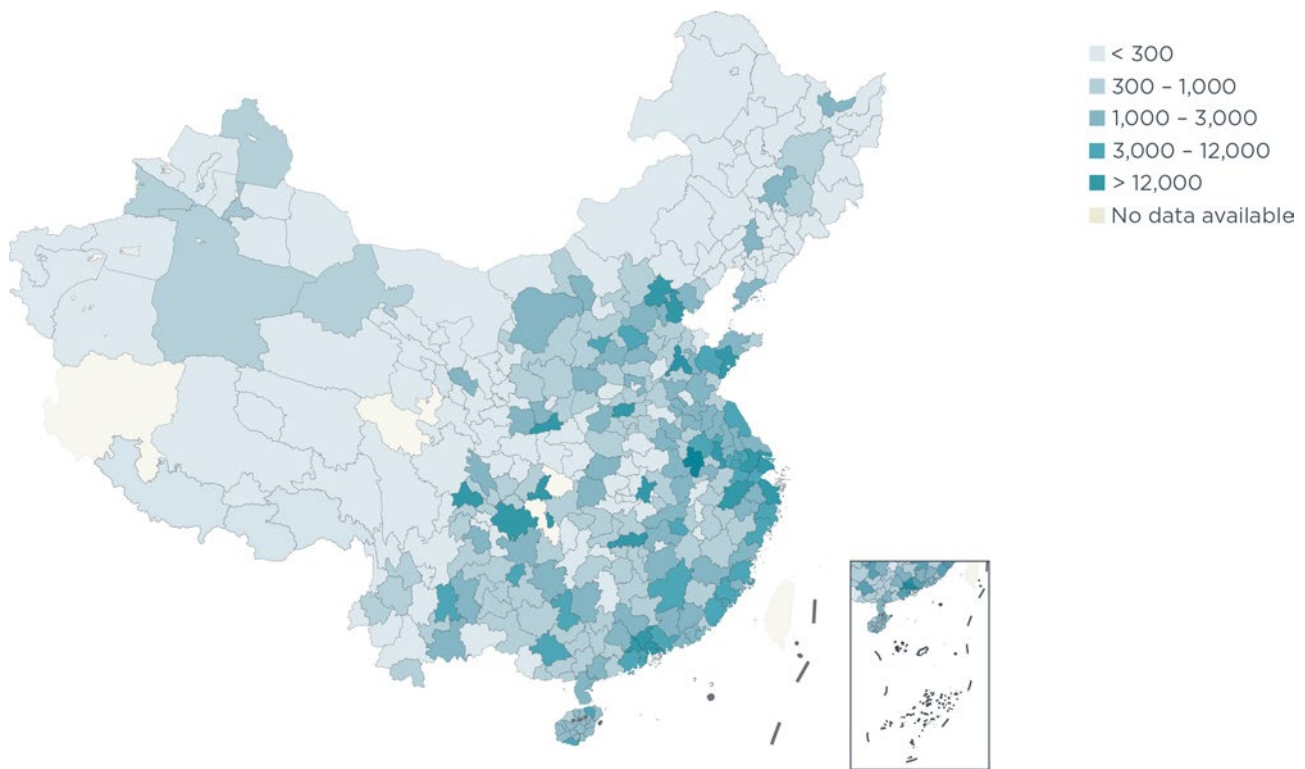 < 300
300 – 1,000
1,000 – 3,000
3,000 – 12,000
> 12,000
No data available